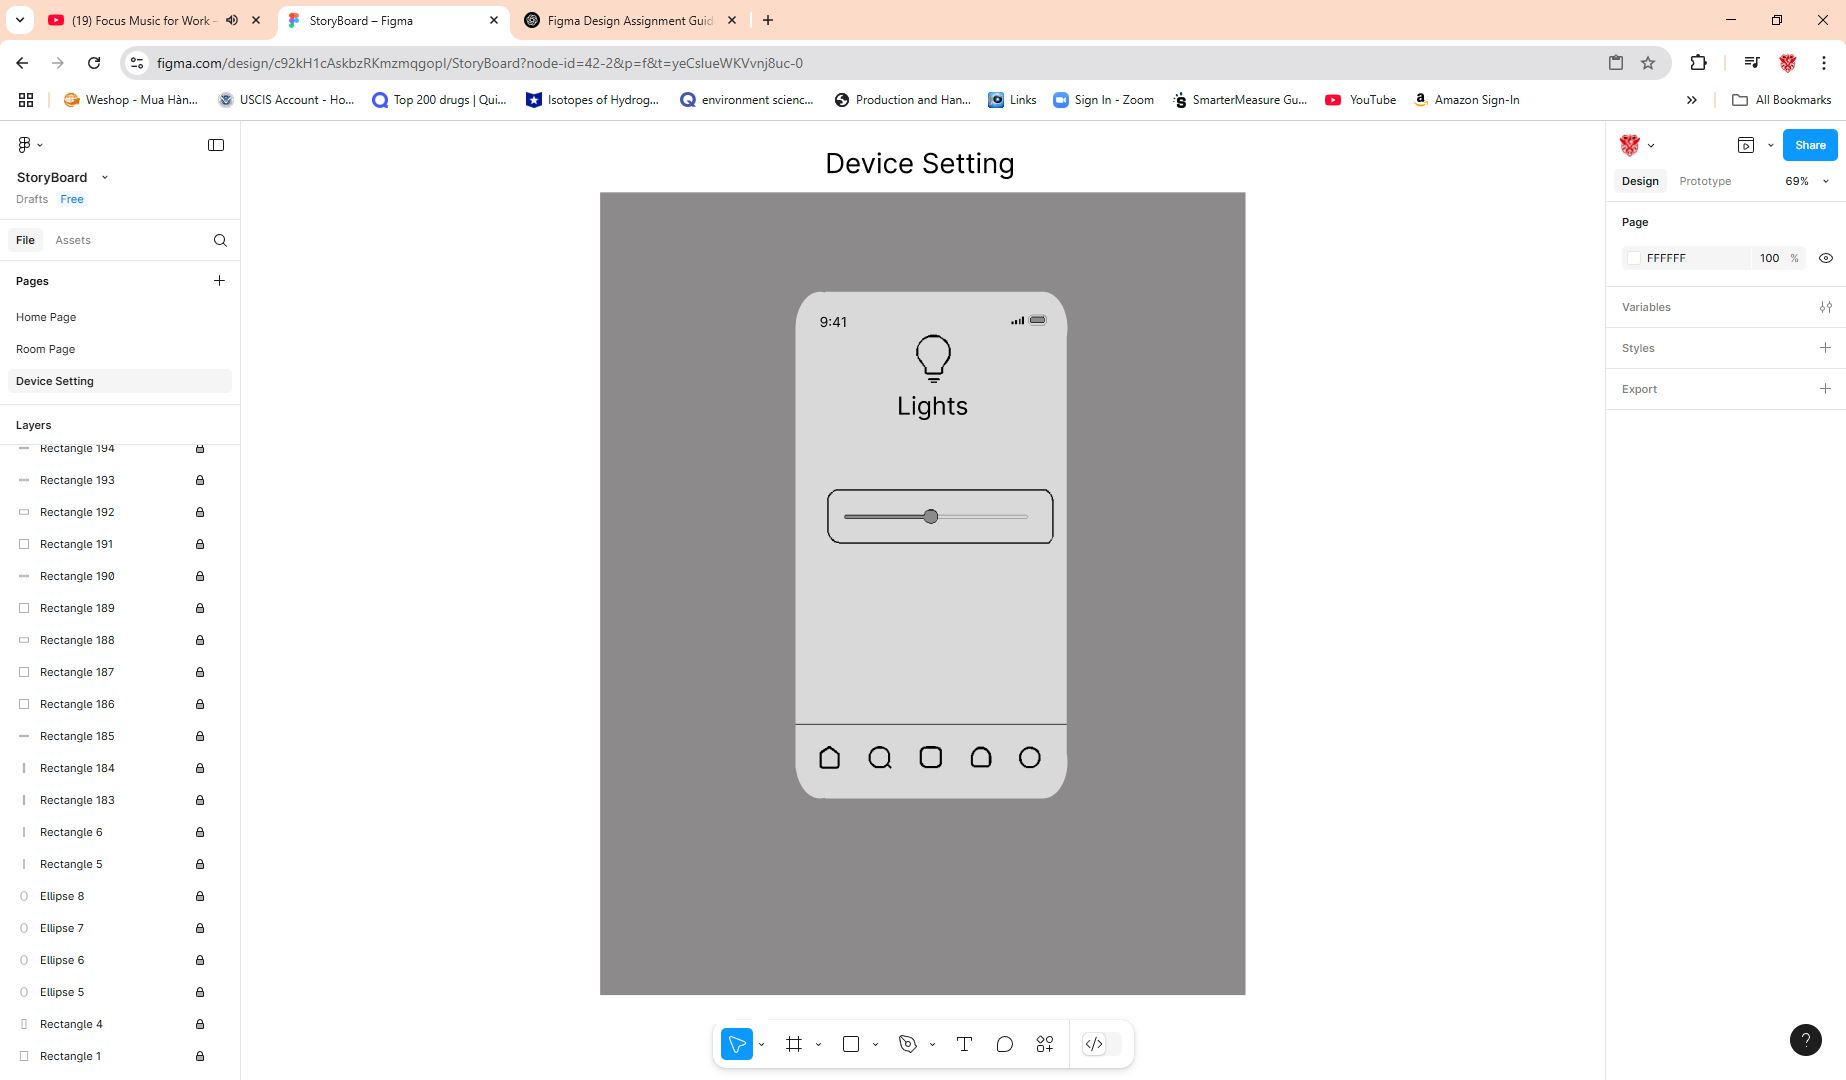 (19) Focus Music for Work -
StoryBoard – Figma
Figma Design Assignment Guid
figma.com/design/c92kH1cAskbzRKmzmqgopI/StoryBoard?node-id=42-2&p=f&t=yeCslueWKVvnj8uc-0
Weshop - Mua Hàn...
USCIS Account - Ho...
Top 200 drugs | Qui...
Isotopes of Hydrog...
environment scienc...
Production and Han...
Links
Sign In - Zoom
SmarterMeasure Gu...
YouTube
Amazon Sign-In
All Bookmarks
StoryBoard
Drafts Free
File Assets
Pages
Home Page
Room Page
Device Setting
Layers
Rectangle 194
Rectangle 193
Rectangle 192
Rectangle 191
Rectangle 190
Rectangle 189
Rectangle 188
Rectangle 187
Rectangle 186
Rectangle 185
Rectangle 184
Rectangle 183
Rectangle 6
Rectangle 5
Ellipse 8
Ellipse 7
Ellipse 6
Ellipse 5
Rectangle 4
Rectangle 1
Device Setting
9:41
Lights
Share
Design Prototype 69%
Page
FFFFFF 100 %
Variables
Styles
Export
?